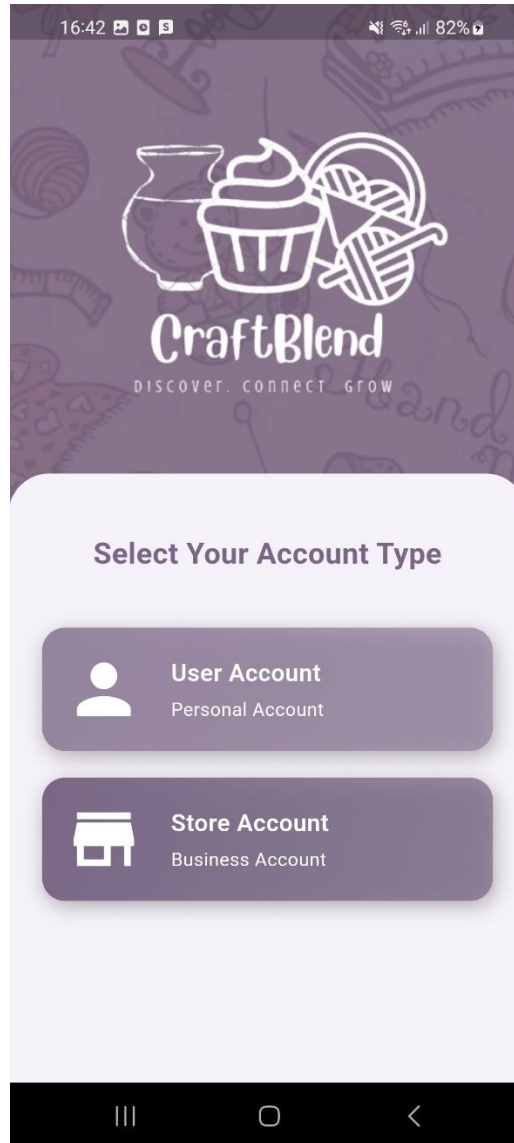 16:42
82%
CraftBlend
DISCOVER. CONNECT GROW
Hand
Select Your Account Type
User Account
Personal Account
Store Account
Business Account